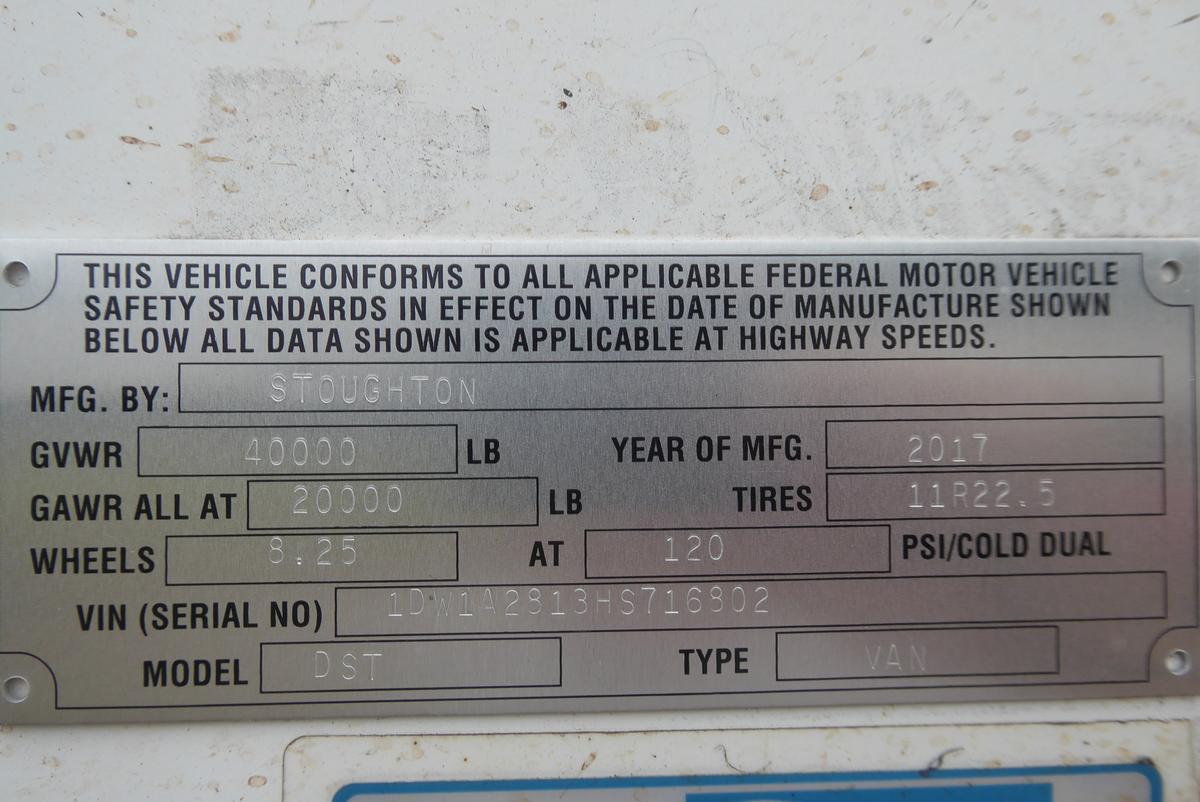 THIS VEHICLE CONFORMS TO ALL APPLICABLE FEDERAL MOTOR VEHICLE
SAFETY STANDARDS IN EFFECT ON THE DATE OF MANUFACTURE SHOWN
BELOW ALL DATA SHOWN IS APPLICABLE AT HIGHWAY SPEEDS.
MFG. BY: STOUGHTON
GVWR 40000 LB YEAR OF MFG. 2017
GAWR ALL AT 20000 LB TIRES 11R22.5
WHEELS 8.25 AT 120 PSI/COLD DUAL
VIN (SERIAL NO) 1DW1A2813HS716802
MODEL DST TYPE VAN